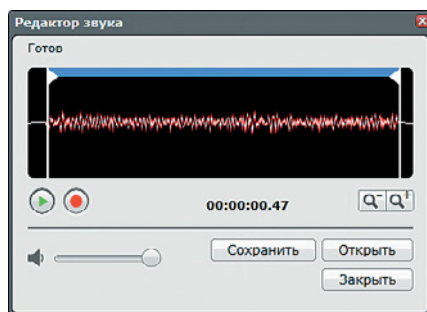 Редактор звука
Готов
00:00:00.47
Сохранить
Открыть
Закрыть